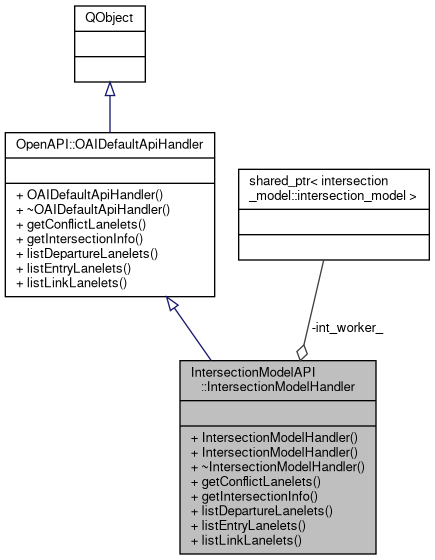 QObject
OpenAPI::OAIDefaultApiHandler
+ OAIDefaultApiHandler()
+ ~OAIDefaultApiHandler()
+ getConflictLanelets()
+ getIntersectionInfo()
+ listDepartureLanelets()
+ listEntryLanelets()
+ listLinkLanelets()
shared_ptr< intersection
_model::intersection_model >
-int_worker_
IntersectionModelAPI
::IntersectionModelHandler
+ IntersectionModelHandler()
+ IntersectionModelHandler()
+ ~IntersectionModelHandler()
+ getConflictLanelets()
+ getIntersectionInfo()
+ listDepartureLanelets()
+ listEntryLanelets()
+ listLinkLanelets()